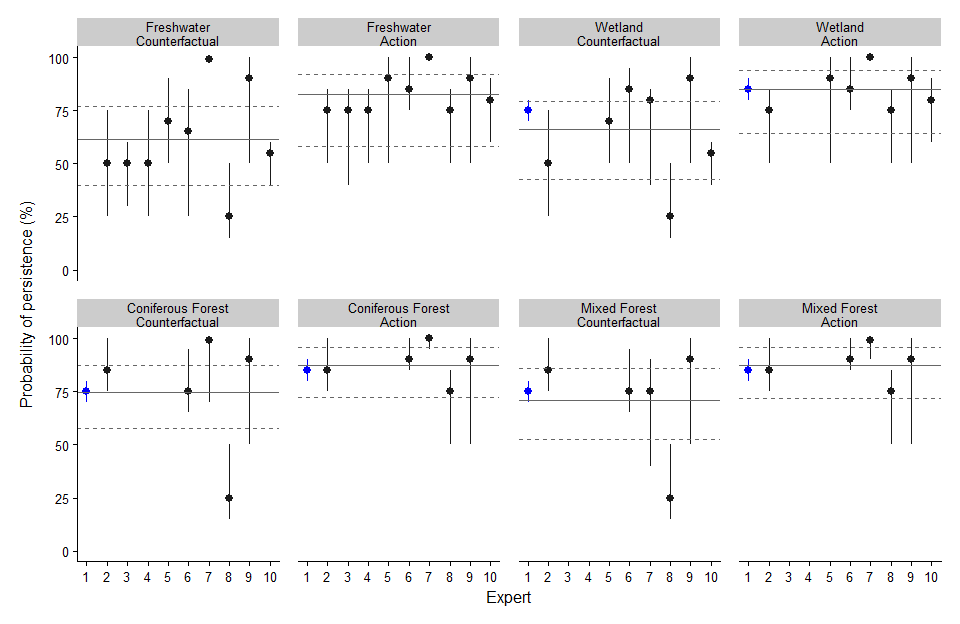 Freshwater
Counterfactual
Freshwater
Action
Wetland
Counterfactual
Wetland
Action
100
75
50
25
0
Probability of persistence (%)
Coniferous Forest
Counterfactual
Coniferous Forest
Action
Mixed Forest
Counterfactual
Mixed Forest
Action
100
75
50
25
0
1 2 3 4 5 6 7 8 9 10
1 2 3 4 5 6 7 8 9 10
1 2 3 4 5 6 7 8 9 10
1 2 3 4 5 6 7 8 9 10
Expert